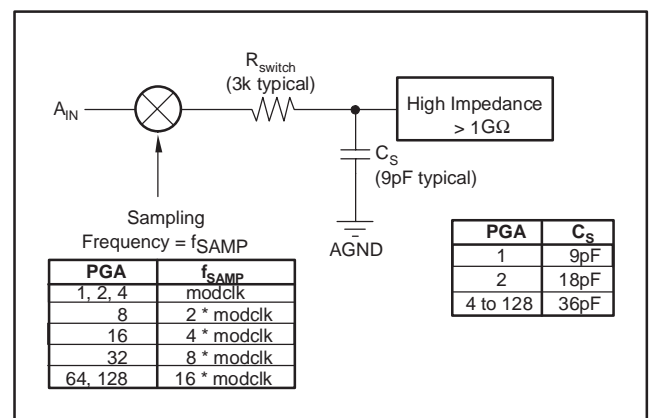 R_switch
(3k typical)
A_IN
High Impedance
> 1GΩ
C_S
(9pF typical)
Sampling
Frequency = f_SAMP
AGND
PGA f_SAMP
1, 2, 4 modclk
8 2 * modclk
16 4 * modclk
32 8 * modclk
64, 128 16 * modclk
PGA C_S
1 9pF
2 18pF
4 to 128 36pF